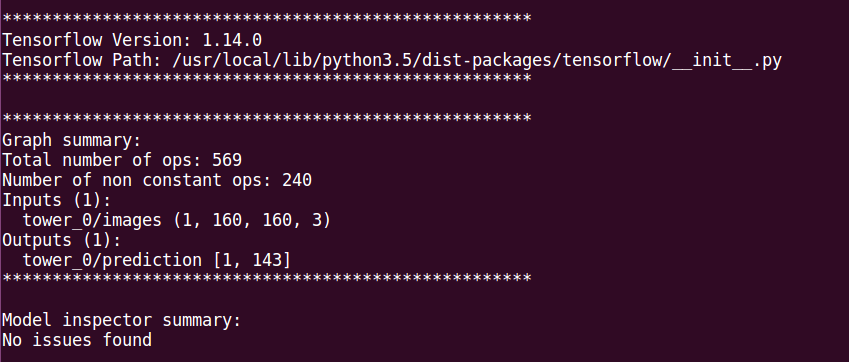 *****************************************************
Tensorflow Version: 1.14.0
Tensorflow Path: /usr/local/lib/python3.5/dist-packages/tensorflow/__init__.py
*****************************************************
*****************************************************
Graph summary:
Total number of ops: 569
Number of non constant ops: 240
Inputs (1):
  tower_0/images (1, 160, 160, 3)
Outputs (1):
  tower_0/prediction [1, 143]
*****************************************************
Model inspector summary:
No issues found